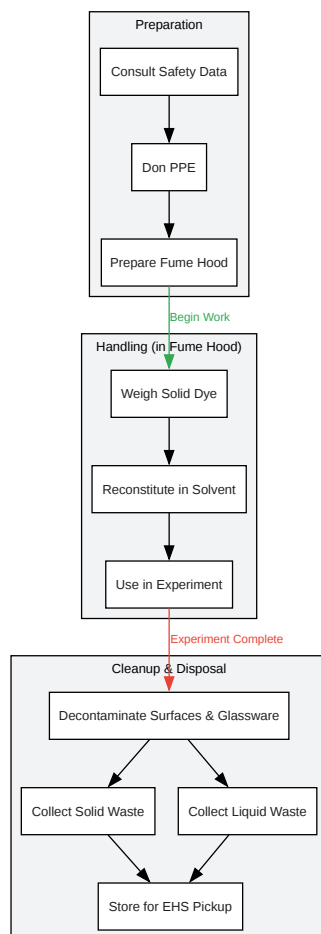 Preparation
Consult Safety Data
Don PPE
Prepare Fume Hood
Begin Work
Handling (in Fume Hood)
Weigh Solid Dye
Reconstitute in Solvent
Use in Experiment
Experiment Complete
Cleanup & Disposal
Decontaminate Surfaces & Glassware
Collect Solid Waste
Collect Liquid Waste
Store for EHS Pickup